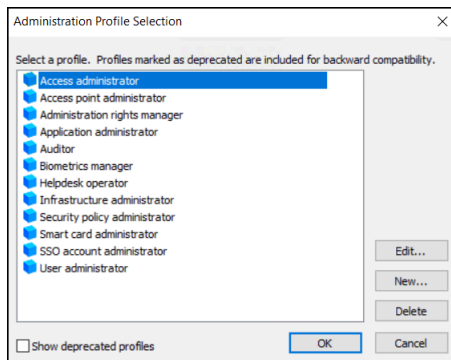 Administration Profile Selection
Select a profile. Profiles marked as deprecated are included for backward compatibility.
Access administrator
Access point administrator
Administration rights manager
Application administrator
Auditor
Biometrics manager
Helpdesk operator
Infrastructure administrator
Security policy administrator
Smart card administrator
SSO account administrator
User administrator
Edit...
New...
Delete
Show deprecated profiles
OK
Cancel